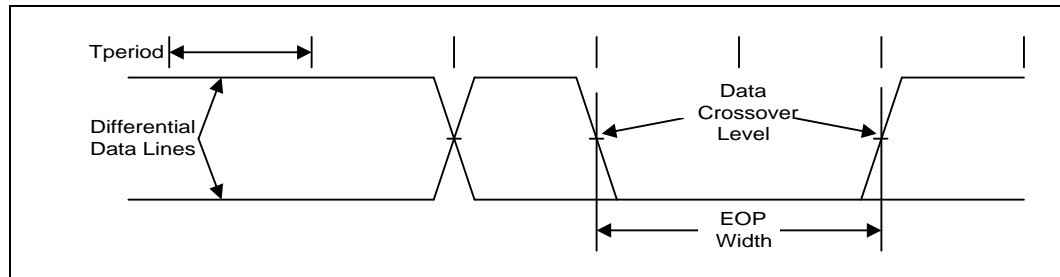 Tperiod
Differential
Data Lines
Data
Crossover
Level
EOP
Width